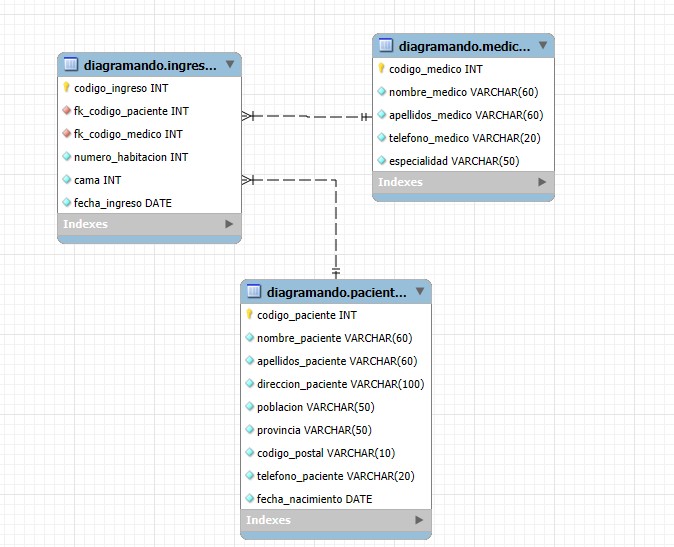 diagramando.ingres...
codigo_ingreso INT
fk_codigo_paciente INT
fk_codigo_medico INT
numero_habitacion INT
cama INT
fecha_ingreso DATE
Indexes
diagramando.medic...
codigo_medico INT
nombre_medico VARCHAR(60)
apellidos_medico VARCHAR(60)
telefono_medico VARCHAR(20)
especialidad VARCHAR(50)
Indexes
diagramando.pacient...
codigo_paciente INT
nombre_paciente VARCHAR(60)
apellidos_paciente VARCHAR(60)
direccion_paciente VARCHAR(100)
poblacion VARCHAR(50)
provincia VARCHAR(50)
codigo_postal VARCHAR(10)
telefono_paciente VARCHAR(20)
fecha_nacimiento DATE
Indexes